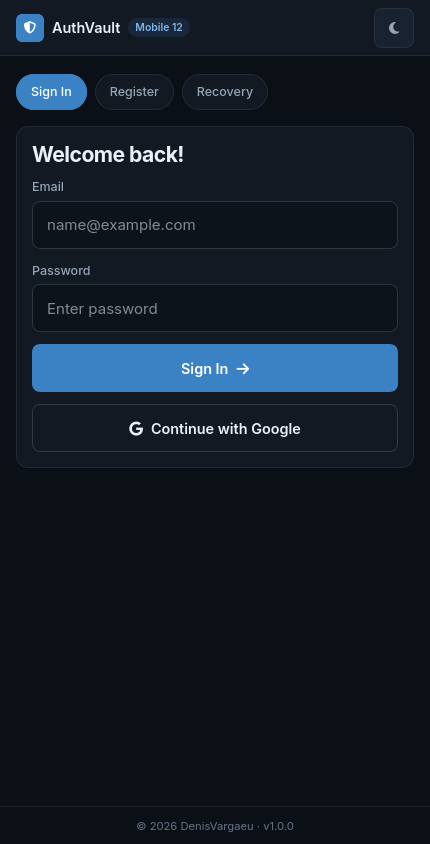 AuthVault Mobile 12
Sign In Register Recovery
Welcome back!
Email
name@example.com
Password
Enter password
Sign In →
Continue with Google
© 2026 DenisVargaeu · v1.0.0